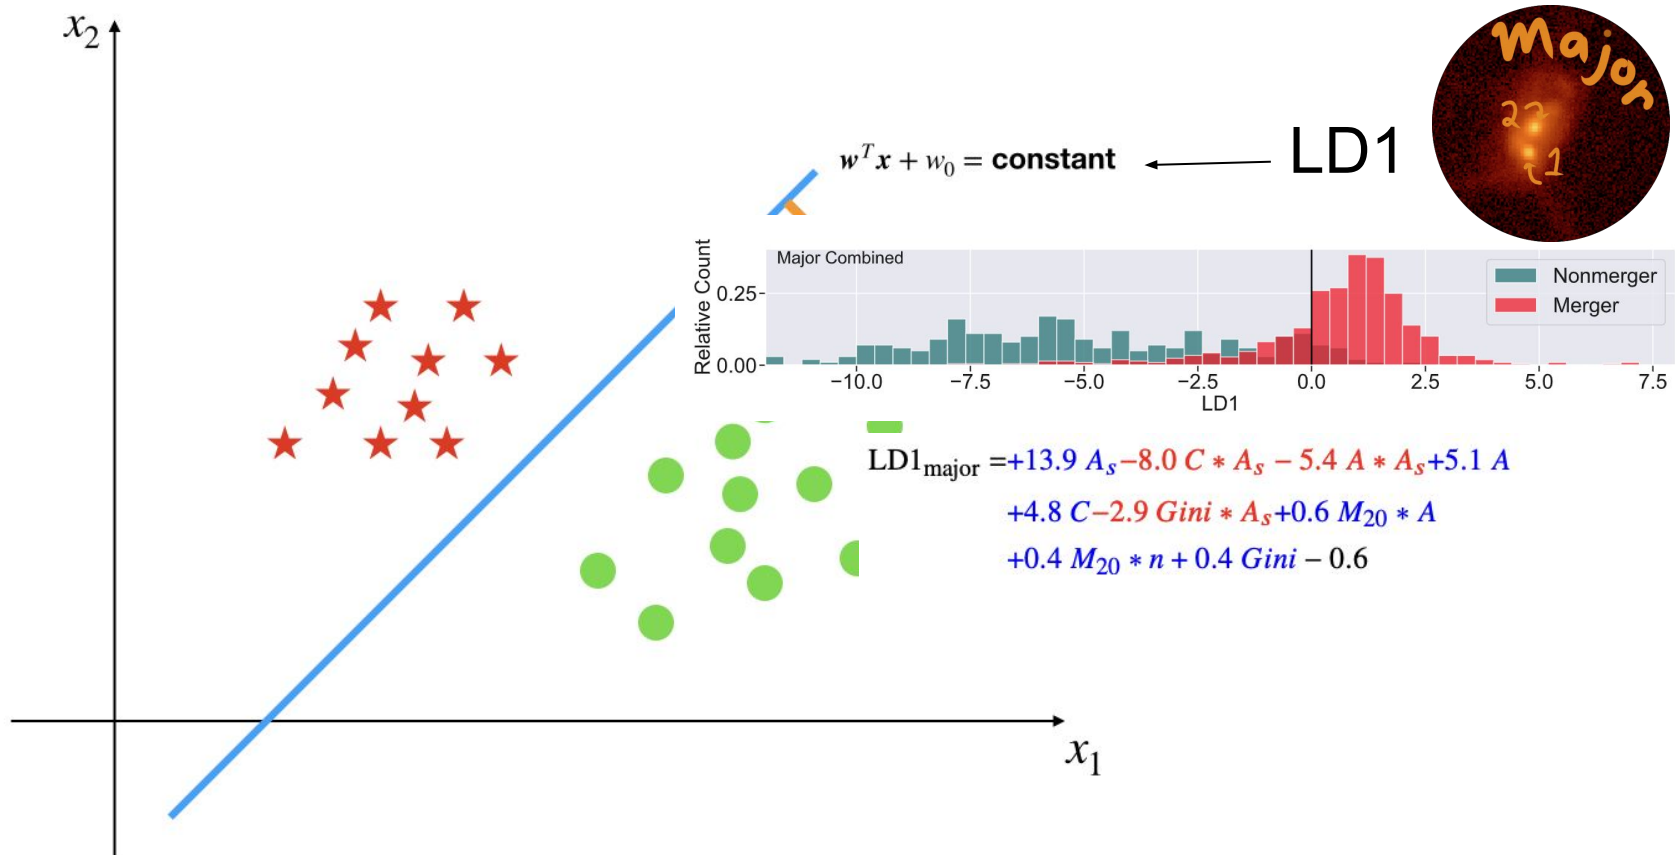 x₂
Major
2
1
wᵀx + w₀ = constant
LD1
Major Combined
Nonmerger
Merger
Relative Count
0.25
0.00
−10.0 −7.5 −5.0 −2.5 0.0 2.5 5.0 7.5
LD1
LD1major =+13.9 Aₛ−8.0 C * Aₛ − 5.4 A * Aₛ+5.1 A
+4.8 C−2.9 Gini * Aₛ+0.6 M₂₀ * A
+0.4 M₂₀ * n + 0.4 Gini − 0.6
x₁